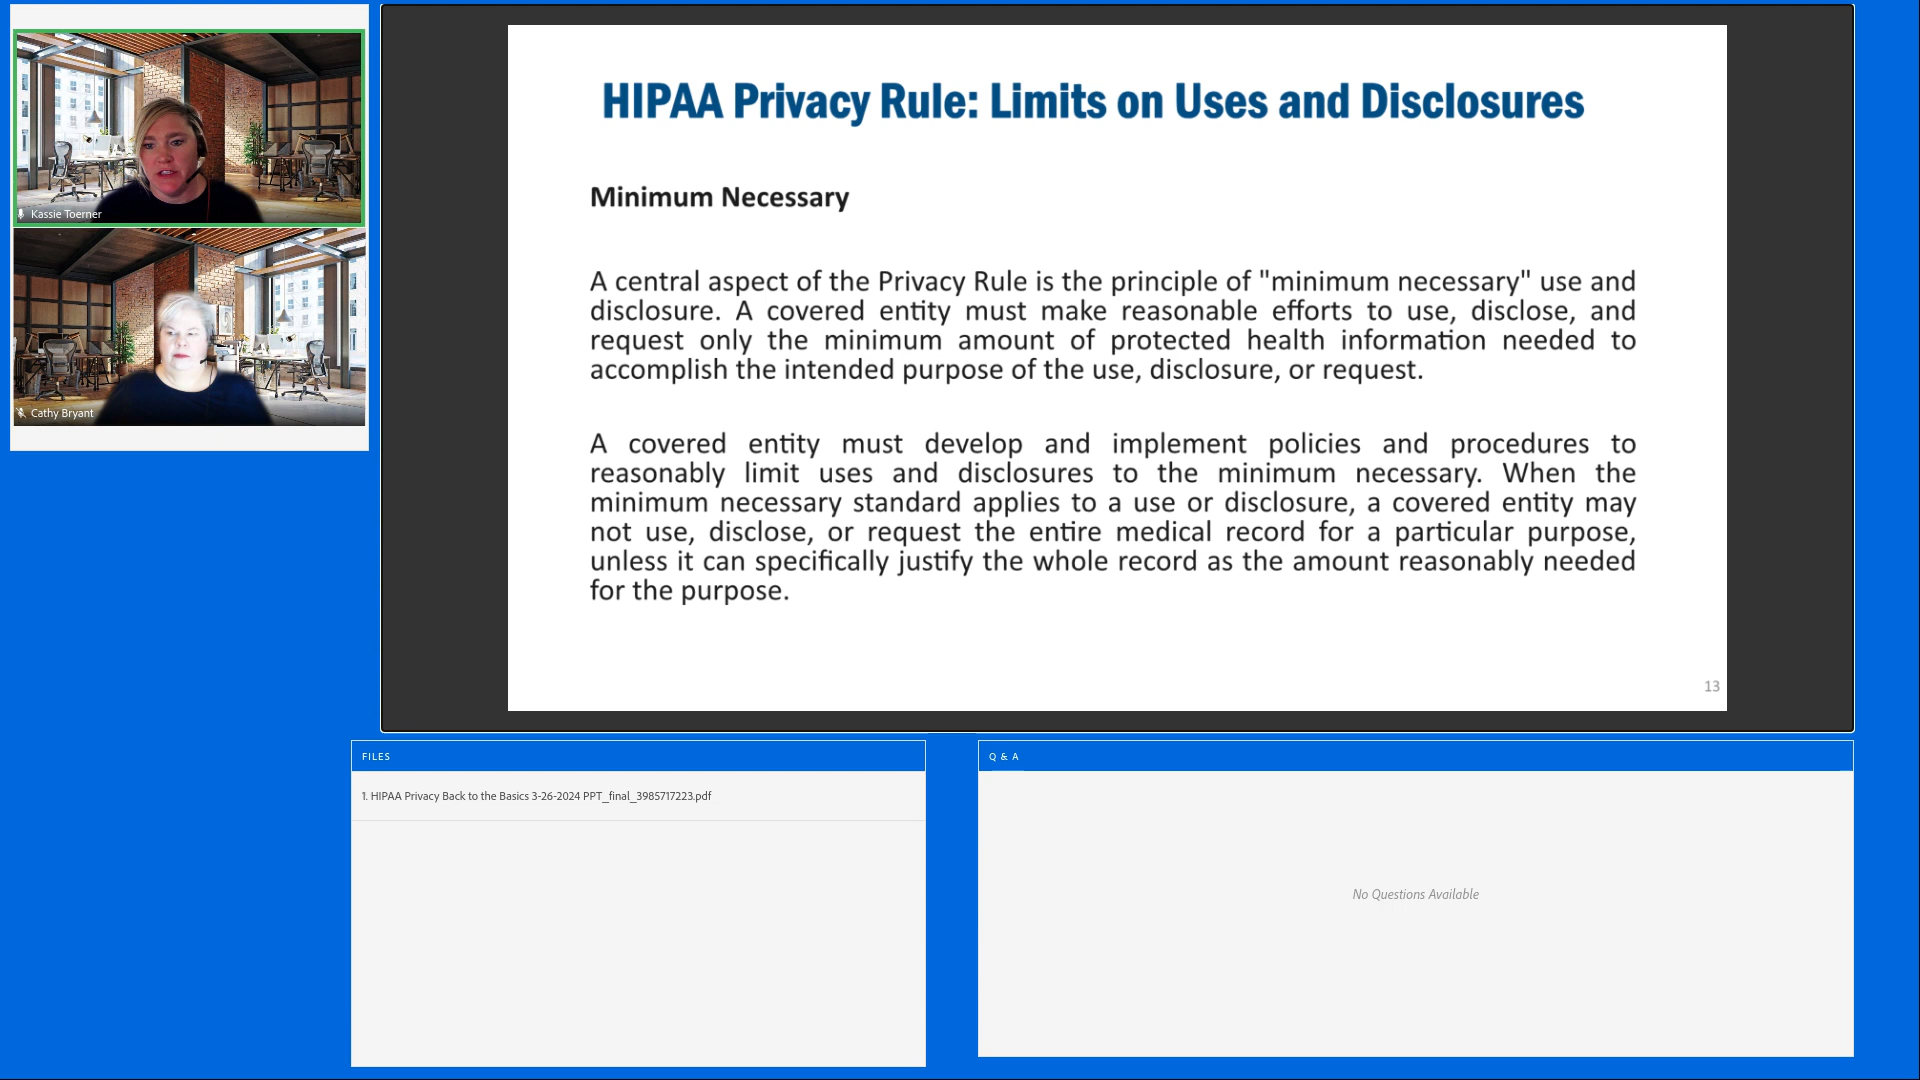 Kassie Toerner
Cathy Bryant
HIPAA Privacy Rule: Limits on Uses and Disclosures
Minimum Necessary
A central aspect of the Privacy Rule is the principle of "minimum necessary" use and
disclosure. A covered entity must make reasonable efforts to use, disclose, and
request only the minimum amount of protected health information needed to
accomplish the intended purpose of the use, disclosure, or request.
A covered entity must develop and implement policies and procedures to
reasonably limit uses and disclosures to the minimum necessary. When the
minimum necessary standard applies to a use or disclosure, a covered entity may
not use, disclose, or request the entire medical record for a particular purpose,
unless it can specifically justify the whole record as the amount reasonably needed
for the purpose.
13
FILES
1. HIPAA Privacy Back to the Basics 3-26-2024 PPT_final_3985717223.pdf
Q & A
No Questions Available